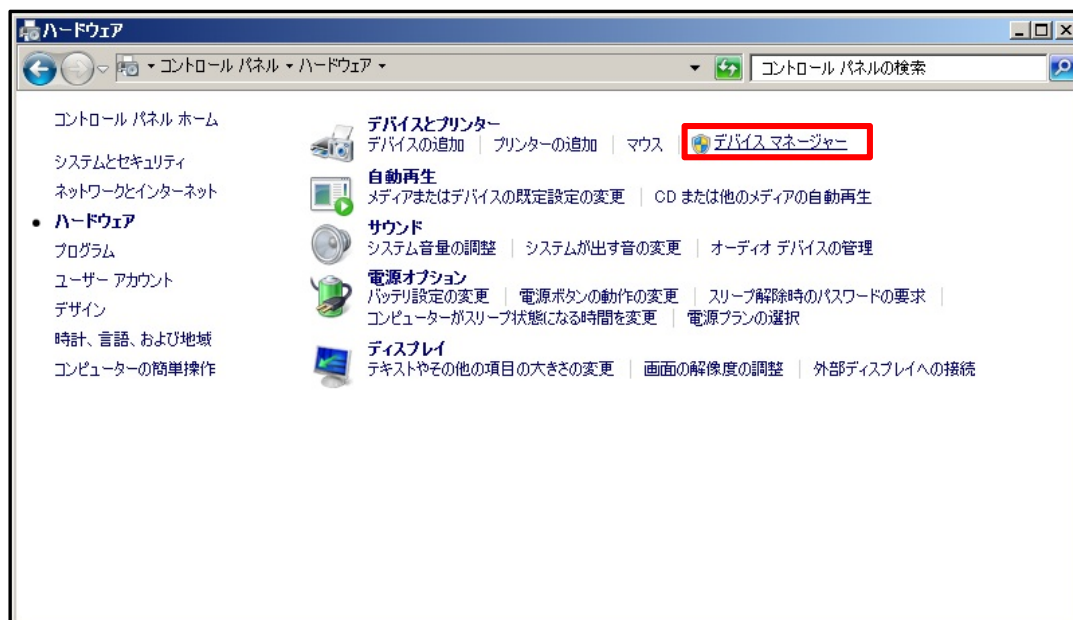 ハードウェア
コントロール パネル ハードウェア
コントロール パネルの検索
コントロール パネル ホーム
システムとセキュリティ
ネットワークとインターネット
ハードウェア
プログラム
ユーザー アカウント
デザイン
時計、言語、および地域
コンピューターの簡単操作
デバイスとプリンター
デバイスの追加 | プリンターの追加 | マウス | デバイス マネージャー
自動再生
メディアまたはデバイスの既定設定の変更 | CD または他のメディアの自動再生
サウンド
システム音量の調整 | システムが出す音の変更 | オーディオ デバイスの管理
電源オプション
バッテリ設定の変更 | 電源ボタンの動作の変更 | スリープ解除時のパスワードの要求 |
コンピューターがスリープ状態になる時間を変更 | 電源プランの選択
ディスプレイ
テキストやその他の項目の大きさの変更 | 画面の解像度の調整 | 外部ディスプレイへの接続